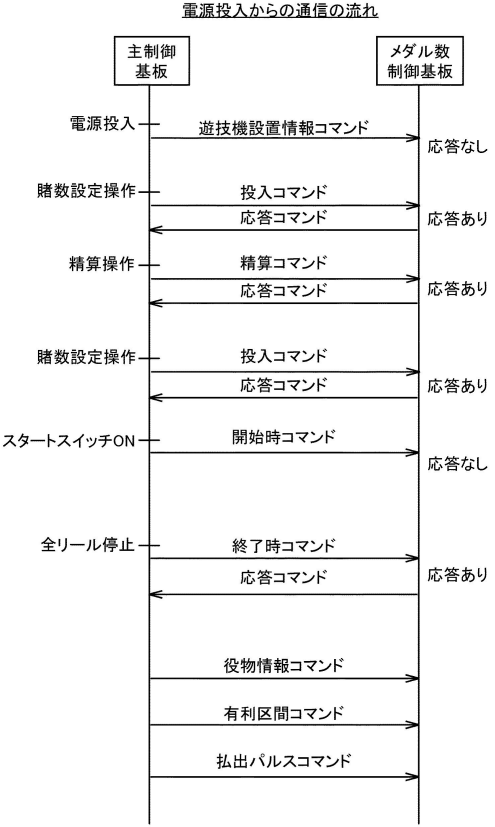 電源投入からの通信の流れ
主制御
基板
メダル数
制御基板
電源投入
遊技機設置情報コマンド
応答なし
賭数設定操作
投入コマンド
応答コマンド
応答あり
精算操作
精算コマンド
応答コマンド
応答あり
賭数設定操作
投入コマンド
応答コマンド
応答あり
スタートスイッチON
開始時コマンド
応答なし
全リール停止
終了時コマンド
応答コマンド
応答あり
役物情報コマンド
有利区間コマンド
払出パルスコマンド